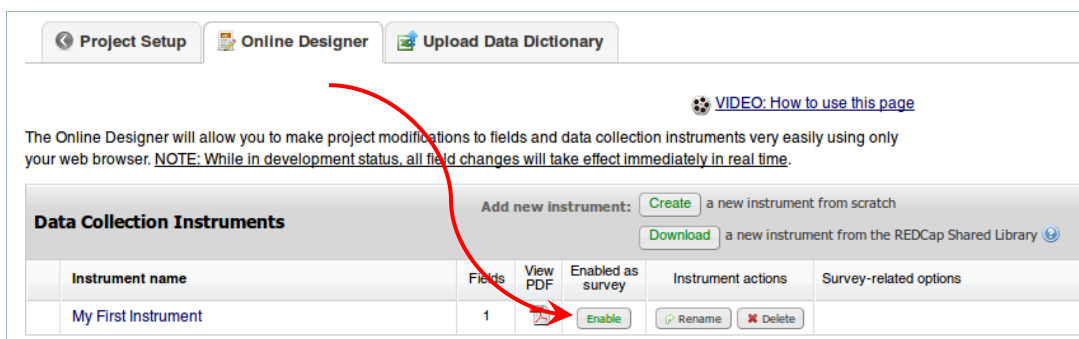 Project Setup Online Designer Upload Data Dictionary
VIDEO: How to use this page
The Online Designer will allow you to make project modifications to fields and data collection instruments very easily using only
your web browser. NOTE: While in development status, all field changes will take effect immediately in real time.
Data Collection Instruments
Add new instrument: Create a new instrument from scratch
Download a new instrument from the REDCap Shared Library ?
Instrument name Fields View PDF Enabled as survey Instrument actions Survey-related options
My First Instrument 1 Enable Rename Delete